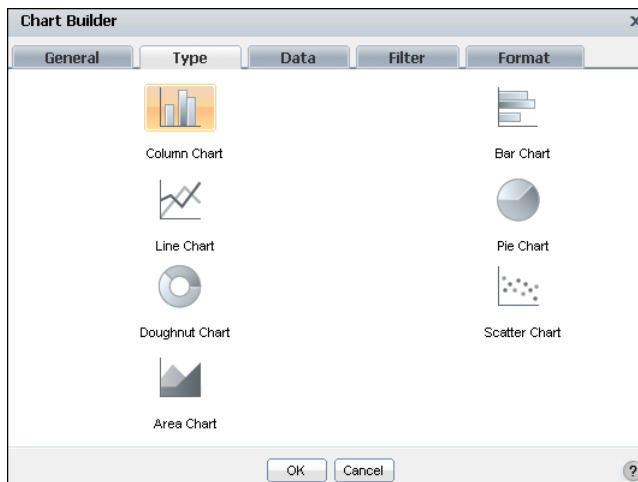 Chart Builder x
General Type Data Filter Format
Column Chart Bar Chart
Line Chart Pie Chart
Doughnut Chart Scatter Chart
Area Chart
OK Cancel ?